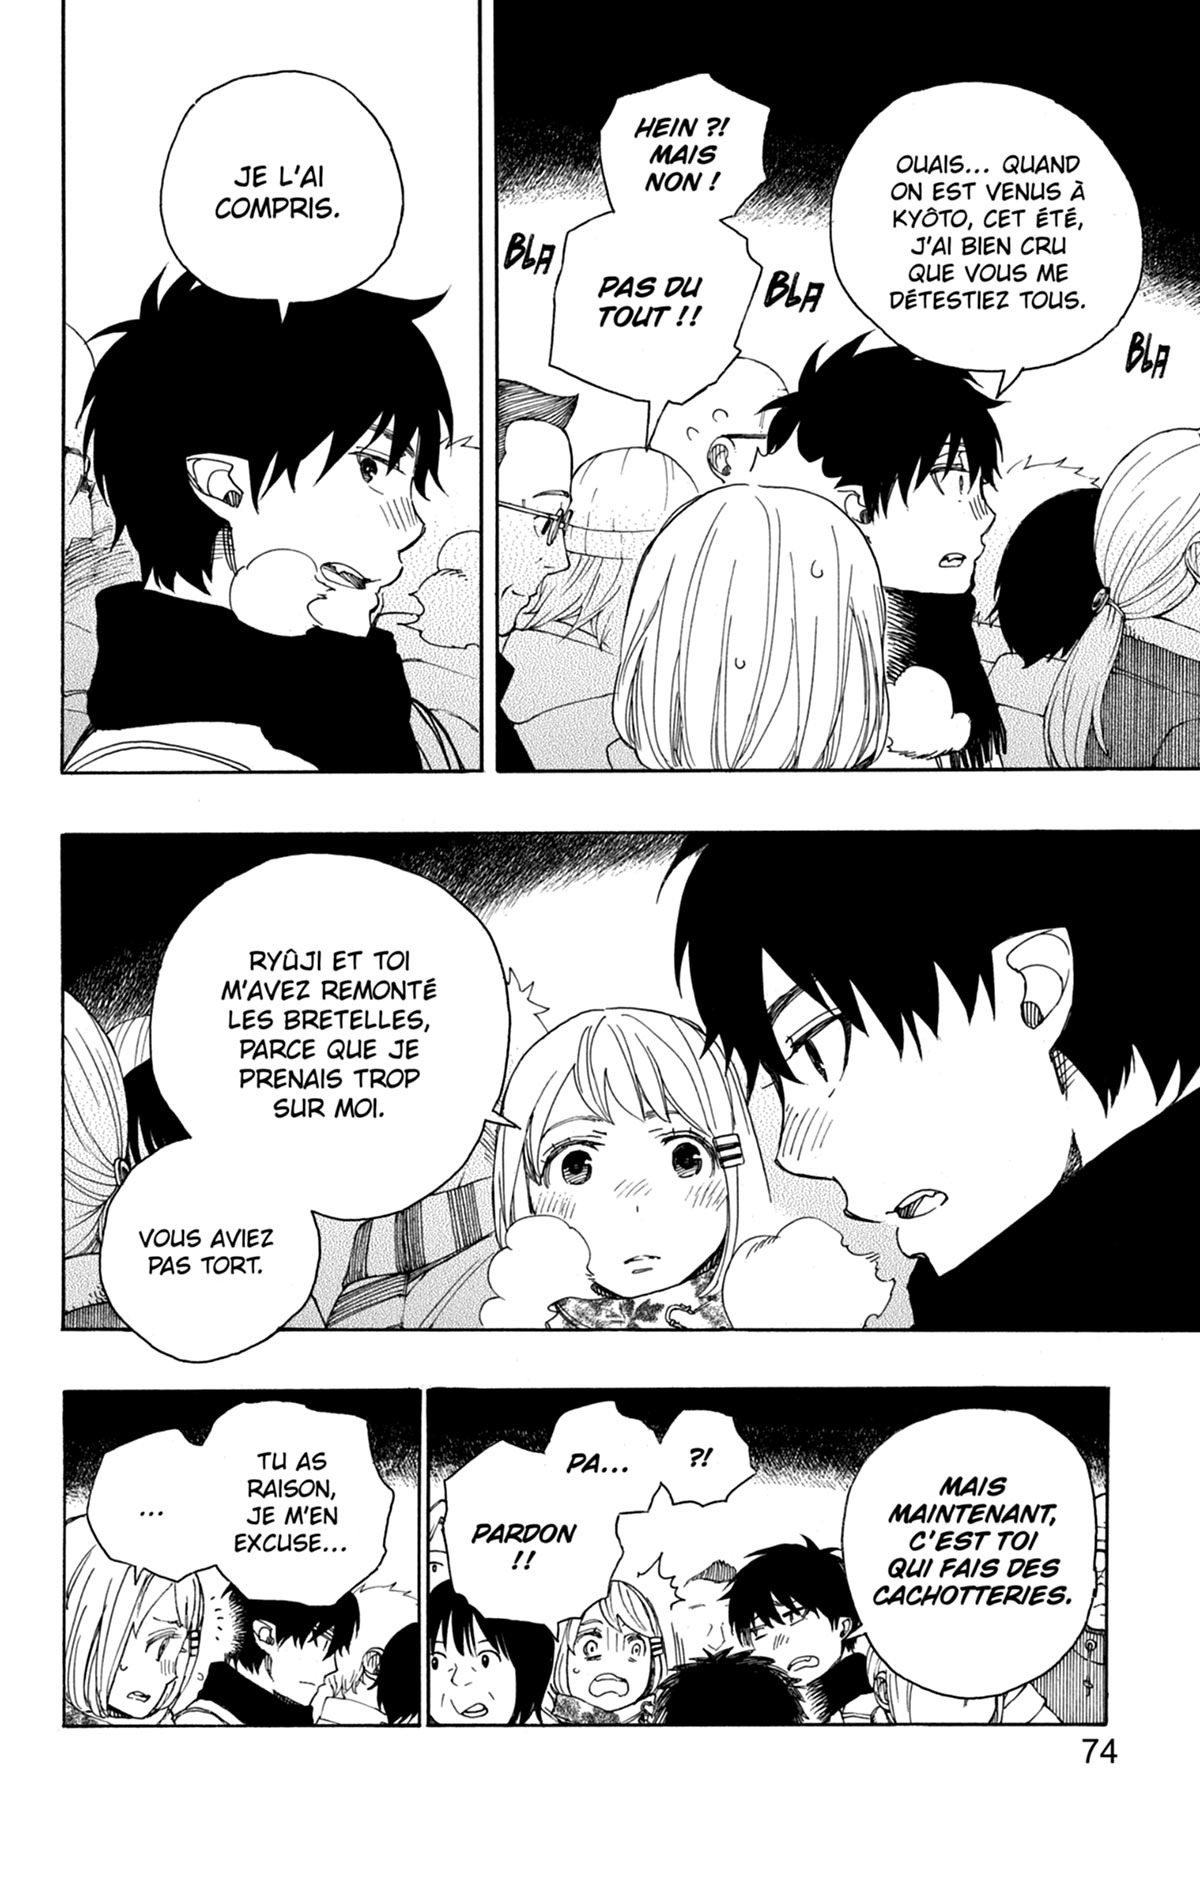 OUAIS... QUAND
ON EST VENUS À
KYÔTO, CET ÉTÉ,
J'AI BIEN CRU
QUE VOUS ME
DÉTESTIEZ TOUS.
HEIN ?!
MAIS
NON !
PAS DU
TOUT !!
BLA
BLA
BLA
JE L'AI
COMPRIS.
RYÛJI ET TOI
M'AVEZ REMONTÉ
LES BRETELLES,
PARCE QUE JE
PRENAIS TROP
SUR MOI.
VOUS AVIEZ
PAS TORT.
MAIS
MAINTENANT,
C'EST TOI
QUI FAIS DES
CACHOTTERIES.
?!
PA...
PARDON
!!
TU AS
RAISON,
JE M'EN
EXCUSE...
...
74